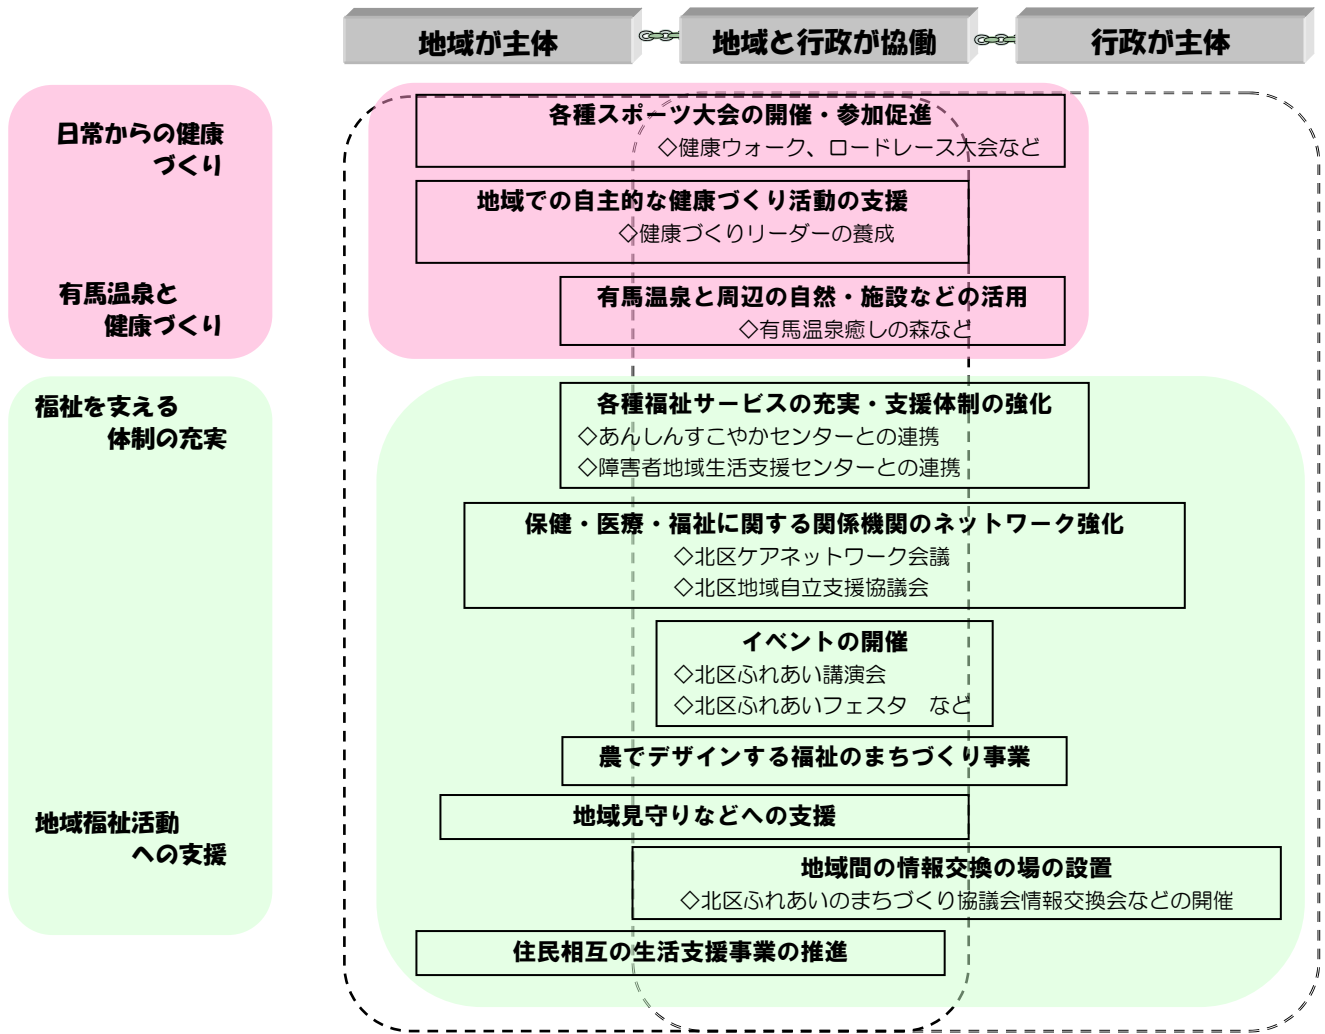 地域が主体
地域と行政が協働
行政が主体
日常からの健康
づくり
各種スポーツ大会の開催・参加促進
◇健康ウォーク、ロードレース大会など
地域での自主的な健康づくり活動の支援
◇健康づくりリーダーの養成
有馬温泉と
健康づくり
有馬温泉と周辺の自然・施設などの活用
◇有馬温泉癒しの森など
福祉を支える
体制の充実
各種福祉サービスの充実・支援体制の強化
◇あんしんすこやかセンターとの連携
◇障害者地域生活支援センターとの連携
保健・医療・福祉に関する関係機関のネットワーク強化
◇北区ケアネットワーク会議
◇北区地域自立支援協議会
イベントの開催
◇北区ふれあい講演会
◇北区ふれあいフェスタ　など
農でデザインする福祉のまちづくり事業
地域福祉活動
への支援
地域見守りなどへの支援
地域間の情報交換の場の設置
◇北区ふれあいのまちづくり協議会情報交換会などの開催
住民相互の生活支援事業の推進